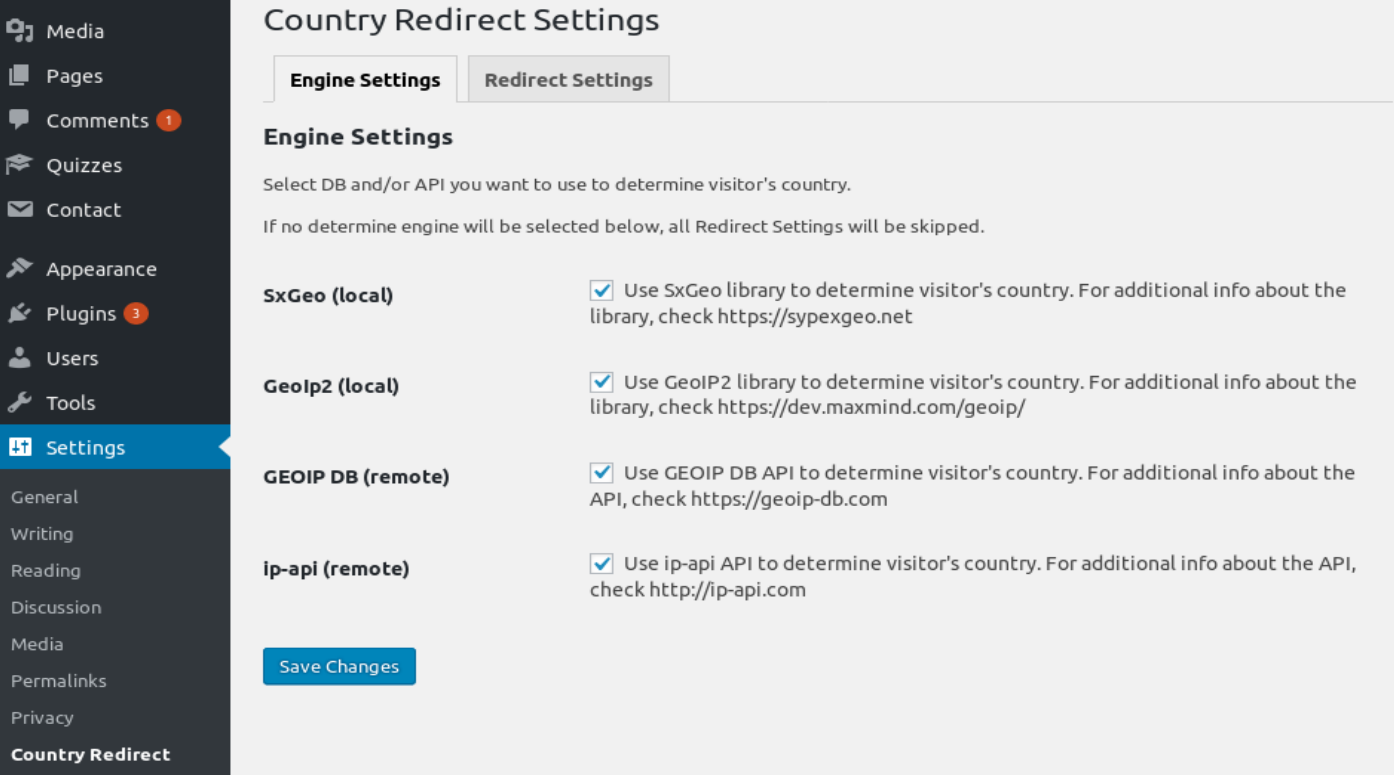 Media
Pages
Comments 1
Quizzes
Contact
Appearance
Plugins 3
Users
Tools
Settings
General
Writing
Reading
Discussion
Media
Permalinks
Privacy
Country Redirect
Country Redirect Settings
Engine Settings
Redirect Settings
Engine Settings
Select DB and/or API you want to use to determine visitor's country.
If no determine engine will be selected below, all Redirect Settings will be skipped.
SxGeo (local)
Use SxGeo library to determine visitor's country. For additional info about the
library, check https://sypexgeo.net
GeoIp2 (local)
Use GeoIP2 library to determine visitor's country. For additional info about the
library, check https://dev.maxmind.com/geoip/
GEOIP DB (remote)
Use GEOIP DB API to determine visitor's country. For additional info about the
API, check https://geoip-db.com
ip-api (remote)
Use ip-api API to determine visitor's country. For additional info about the API,
check http://ip-api.com
Save Changes